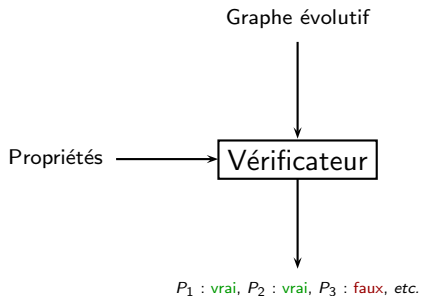 Graphe évolutif
Propriétés
Vérificateur
P₁ : vrai, P₂ : vrai, P₃ : faux, etc.